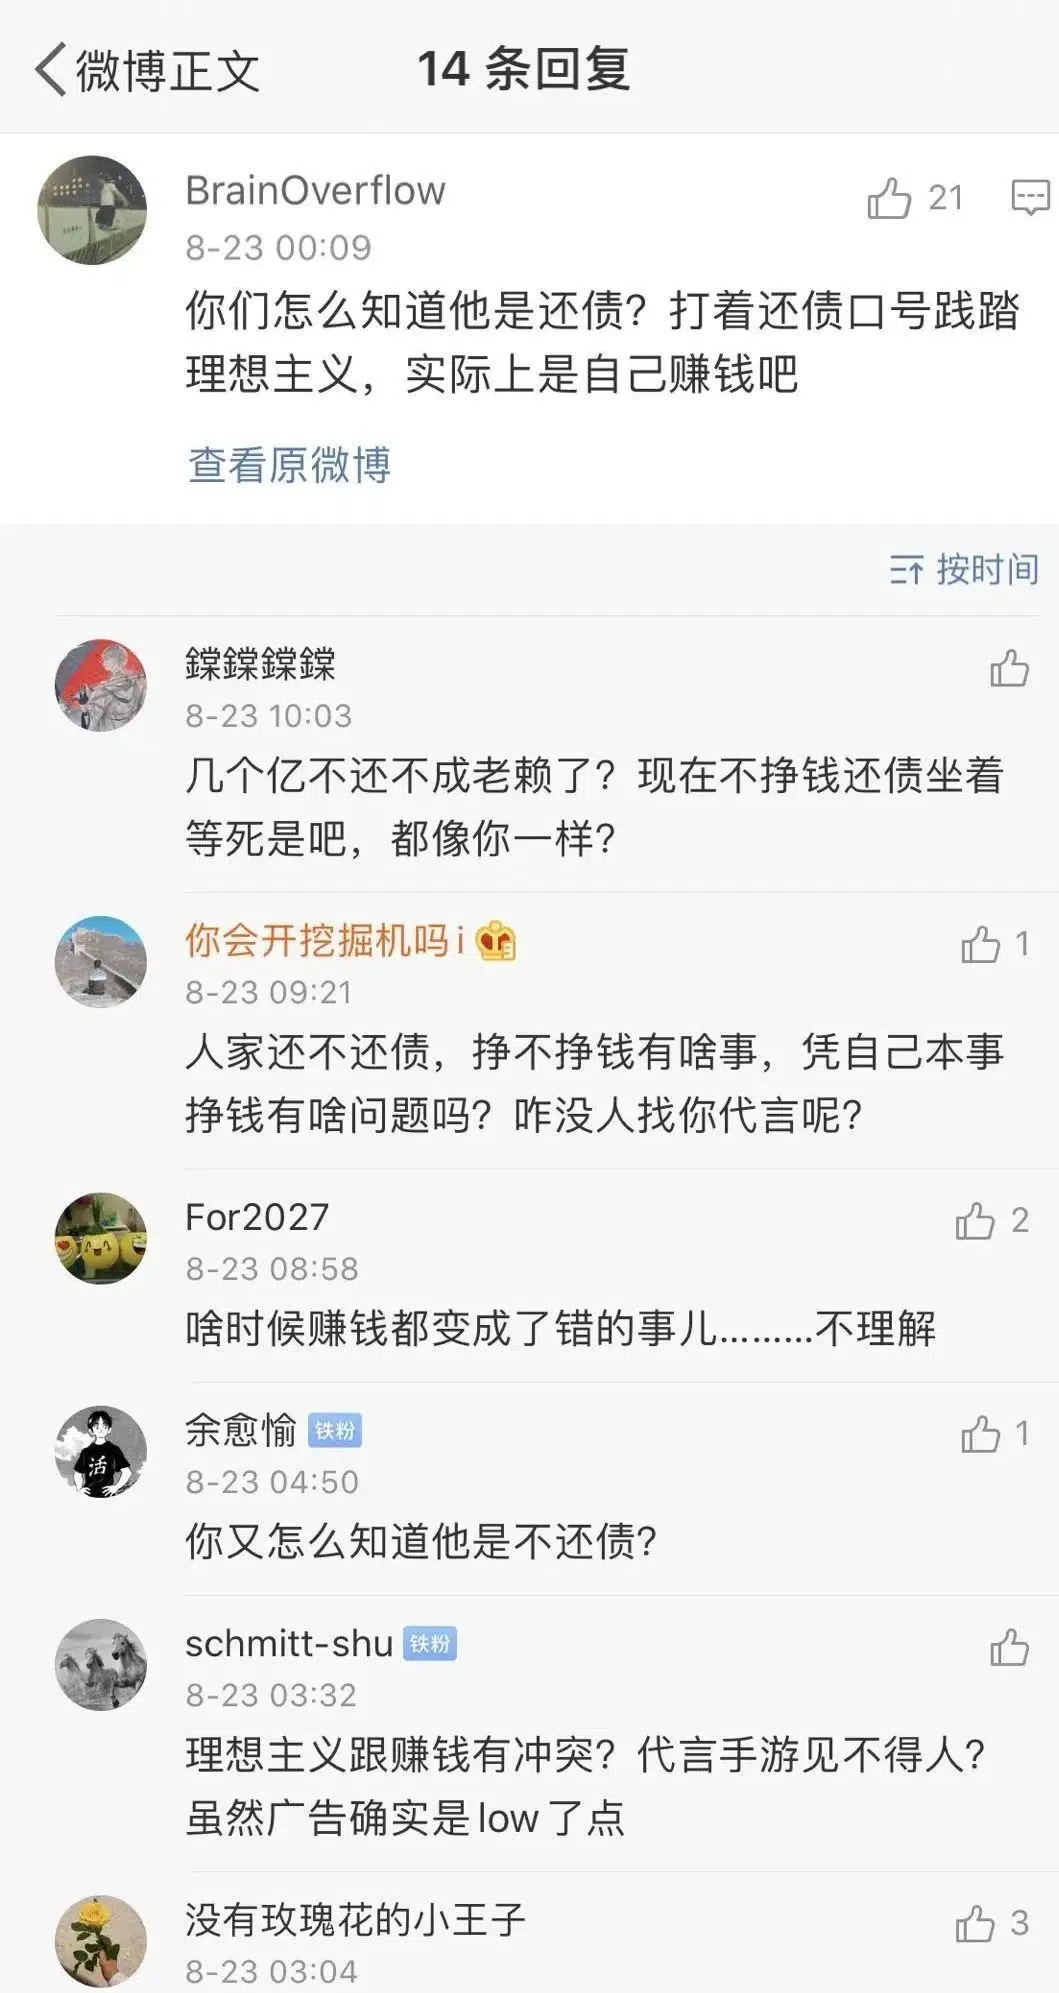 微博正文
14 条回复
BrainOverflow
21
8-23 00:09
你们怎么知道他是还债？打着还债口号践踏
理想主义，实际上是自己赚钱吧
查看原微博
按时间
鏿鏿鏿鏿
8-23 10:03
几个亿不还不成老赖了？现在不挣钱还债坐着
等死是吧，都像你一样？
你会开挖掘机吗i
1
8-23 09:21
人家还不还债，挣不挣钱有啥事，凭自己本事
挣钱有啥问题吗？咋没人找你代言呢？
For2027
2
8-23 08:58
啥时候赚钱都变成了错的事儿………不理解
余愈愉 铁粉
1
8-23 04:50
活
你又怎么知道他是不还债？
schmitt-shu 铁粉
8-23 03:32
理想主义跟赚钱有冲突？代言手游见不得人？
虽然广告确实是low了点
没有玫瑰花的小王子
3
8-23 03:04